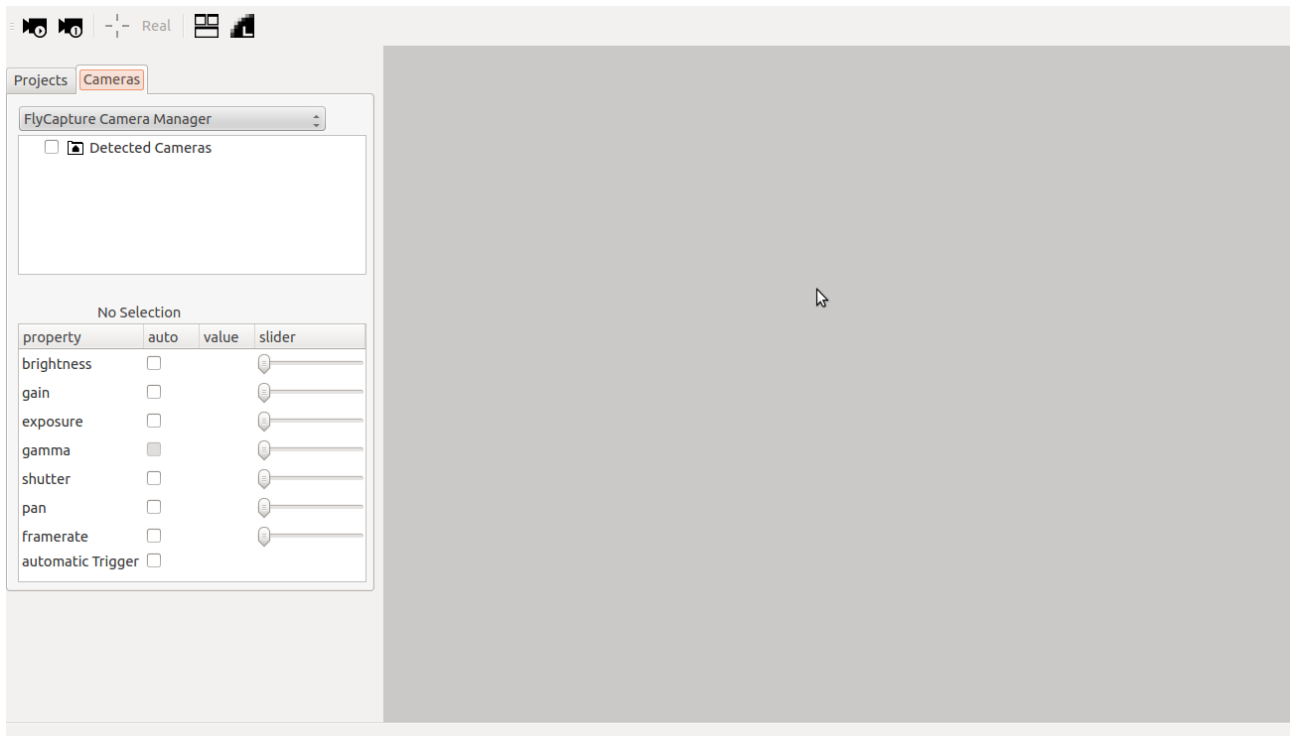 Real
Projects Cameras
FlyCapture Camera Manager
Detected Cameras
No Selection
property auto value slider
brightness
gain
exposure
gamma
shutter
pan
framerate
automatic Trigger